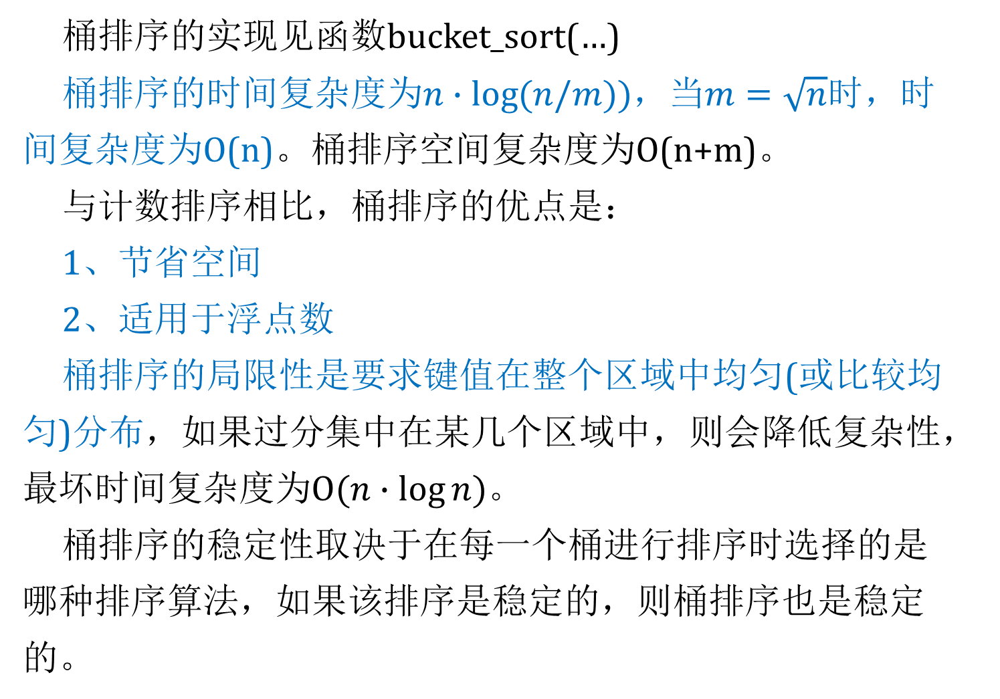 桶排序的实现见函数bucket_sort(…)
桶排序的时间复杂度为n · log(n/m))，当m = √n时，时
间复杂度为O(n)。桶排序空间复杂度为O(n+m)。
与计数排序相比，桶排序的优点是：
1、节省空间
2、适用于浮点数
桶排序的局限性是要求键值在整个区域中均匀(或比较均
匀)分布，如果过分集中在某几个区域中，则会降低复杂性，
最坏时间复杂度为O(n · log n)。
桶排序的稳定性取决于在每一个桶进行排序时选择的是
哪种排序算法，如果该排序是稳定的，则桶排序也是稳定
的。